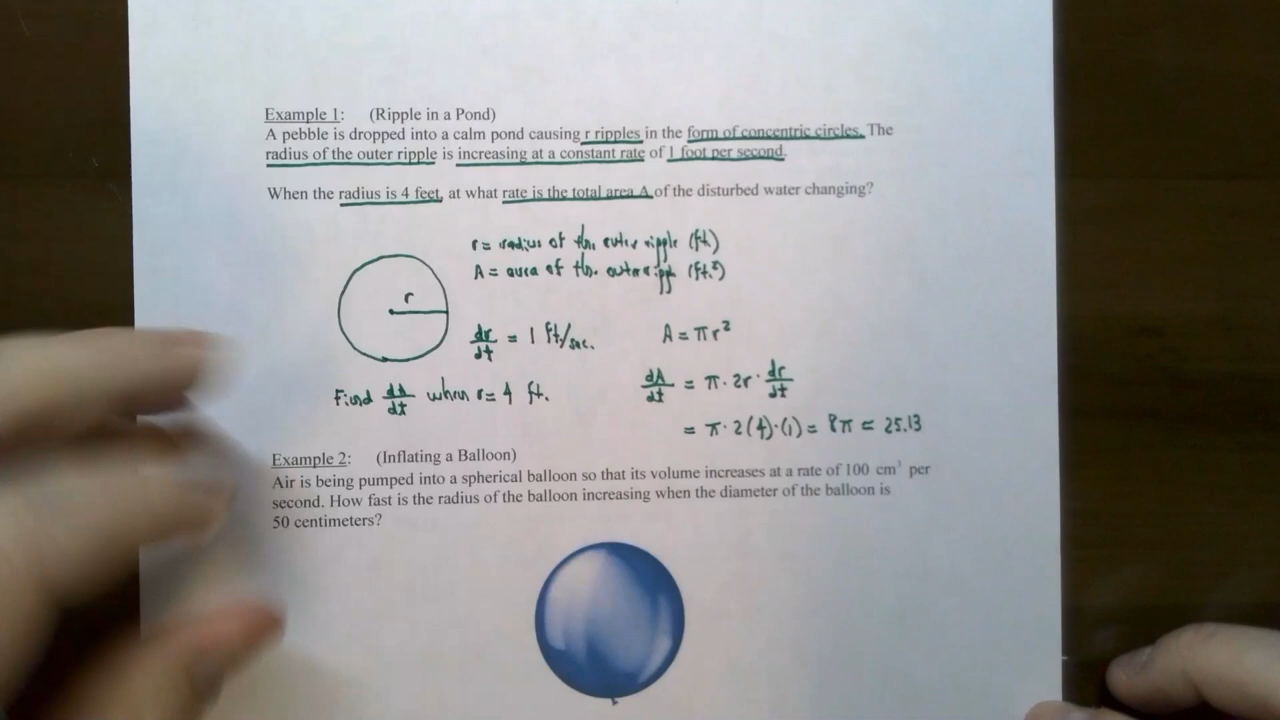 Example 1: (Ripple in a Pond)
A pebble is dropped into a calm pond causing r ripples in the form of concentric circles. The
radius of the outer ripple is increasing at a constant rate of 1 foot per second.
When the radius is 4 feet, at what rate is the total area A of the disturbed water changing?
r = radius of the outer ripple (ft)
A = area of the outer ripp (ft.²)
r
dr/dt = 1 ft/sec.
A = πr²
Find dA/dt when r = 4 ft.
dA/dt = π · 2r · dr/dt
= π · 2(4) · (1) = 8π = 25.13
Example 2: (Inflating a Balloon)
Air is being pumped into a spherical balloon so that its volume increases at a rate of 100 cm³ per
second. How fast is the radius of the balloon increasing when the diameter of the balloon is
50 centimeters?